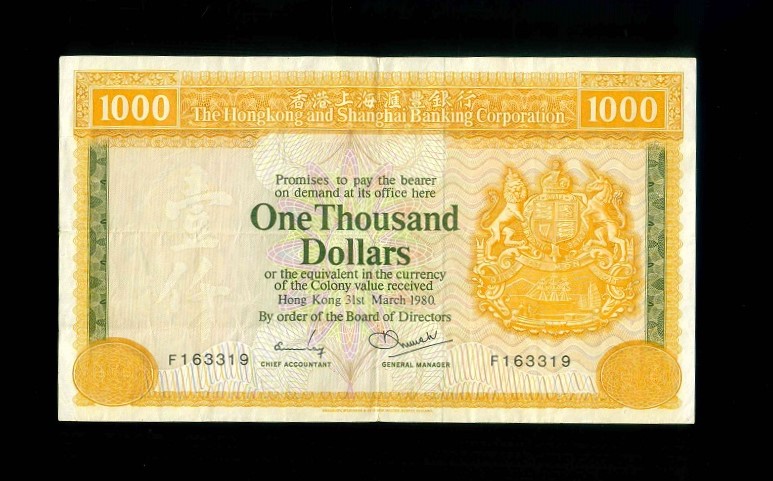 香港上海滙豐銀行
1000 The Hongkong and Shanghai Banking Corporation 1000
Promises to pay the bearer
on demand at its office here
One Thousand
Dollars
or the equivalent in the currency
of the Colony value received
Hong Kong 31st March 1980.
By order of the Board of Directors
壹仟
F163319
CHIEF ACCOUNTANT
GENERAL MANAGER
F163319